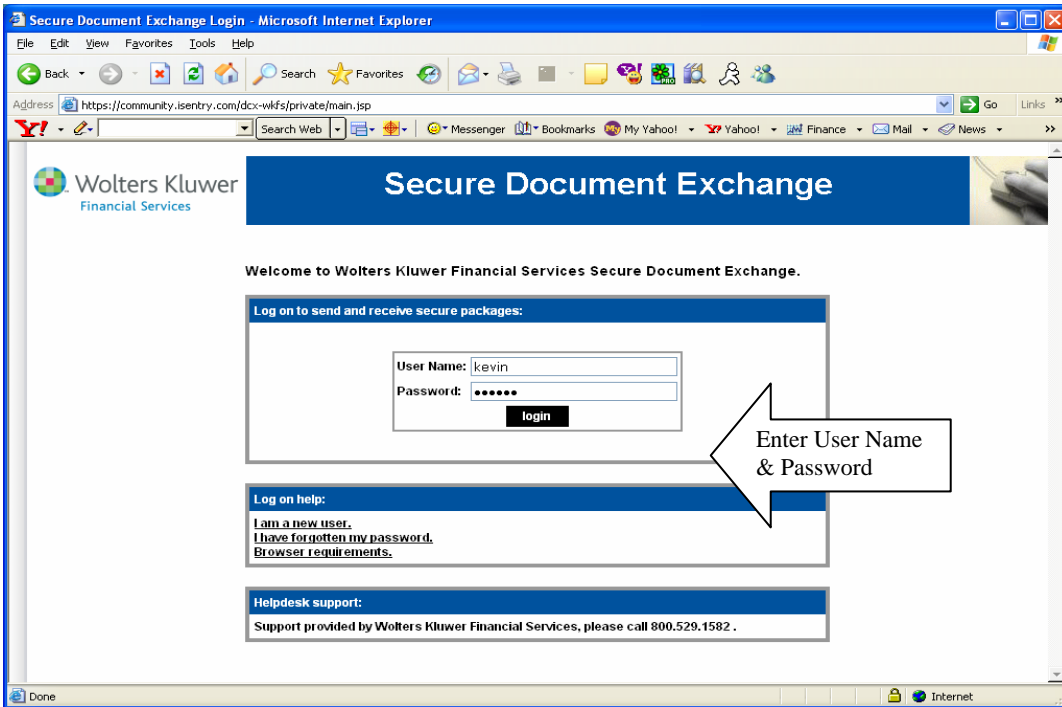 Secure Document Exchange Login - Microsoft Internet Explorer
File Edit View Favorites Tools Help
Back Search Favorites PRO
Address https://community.isentry.com/dcx-wkfs/private/main.jsp Go Links »
Y! Search Web Messenger Bookmarks My Yahoo! Yahoo! Finance Mail News »
Wolters Kluwer
Financial Services
Secure Document Exchange
Welcome to Wolters Kluwer Financial Services Secure Document Exchange.
Log on to send and receive secure packages:
User Name: kevin
Password: ••••••
login
Enter User Name
& Password
Log on help:
I am a new user.
I have forgotten my password.
Browser requirements.
Helpdesk support:
Support provided by Wolters Kluwer Financial Services, please call 800.529.1582 .
Done Internet